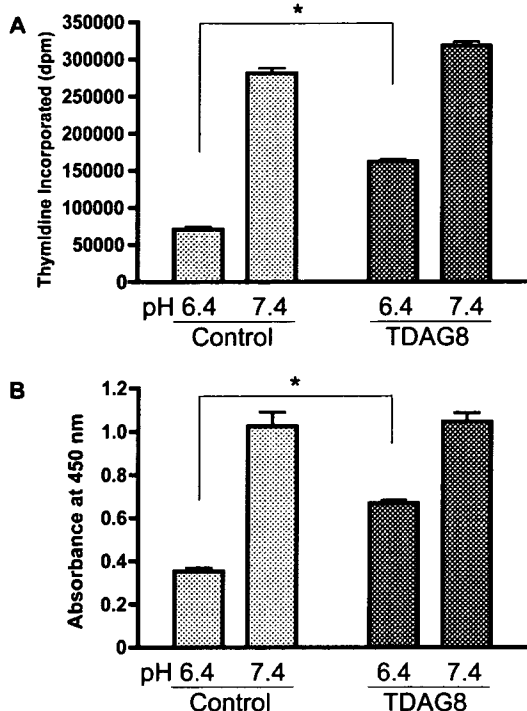 A
*
Thymidine Incorporated (dpm)
350000
300000
250000
200000
150000
100000
50000
0
pH 6.4 7.4 6.4 7.4
Control TDAG8
B
*
Absorbance at 450 nm
1.2
1.0
0.8
0.6
0.4
0.2
0
pH 6.4 7.4 6.4 7.4
Control TDAG8